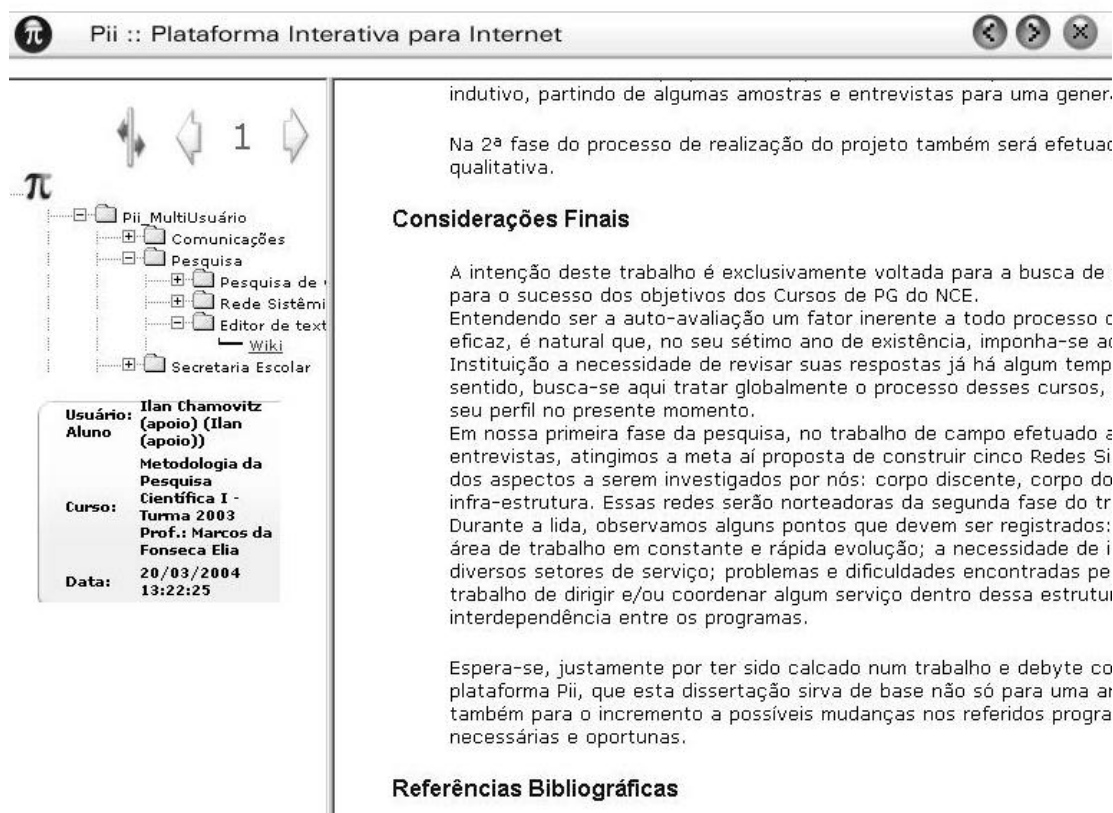 π Pii :: Plataforma Interativa para Internet
1
π
Pii_MultiUsuário
Comunicações
Pesquisa
Pesquisa de
Rede Sistêmi
Editor de text
Wiki
Secretaria Escolar
Usuário: Ilan Chamovitz
Aluno (apoio) (Ilan
(apoio))
Metodologia da
Pesquisa
Curso: Científica I -
Turma 2003
Prof.: Marcos da
Fonseca Elia
Data: 20/03/2004
13:22:25
indutivo, partindo de algumas amostras e entrevistas para uma gener
Na 2ª fase do processo de realização do projeto também será efetuad
qualitativa.
Considerações Finais
A intenção deste trabalho é exclusivamente voltada para a busca de
para o sucesso dos objetivos dos Cursos de PG do NCE.
Entendendo ser a auto-avaliação um fator inerente a todo processo
eficaz, é natural que, no seu sétimo ano de existência, imponha-se
Instituição a necessidade de revisar suas respostas já há algum temp
sentido, busca-se aqui tratar globalmente o processo desses cursos,
seu perfil no presente momento.
Em nossa primeira fase da pesquisa, no trabalho de campo efetuado
entrevistas, atingimos a meta aí proposta de construir cinco Redes Si
dos aspectos a serem investigados por nós: corpo discente, corpo do
infra-estrutura. Essas redes serão norteadoras da segunda fase do tr
Durante a lida, observamos alguns pontos que devem ser registrados:
área de trabalho em constante e rápida evolução; a necessidade de i
diversos setores de serviço; problemas e dificuldades encontradas pe
trabalho de dirigir e/ou coordenar algum serviço dentro dessa estrutu
interdependência entre os programas.
Espera-se, justamente por ter sido calcado num trabalho e debyte co
plataforma Pii, que esta dissertação sirva de base não só para uma
também para o incremento a possíveis mudanças nos referidos progra
necessárias e oportunas.
Referências Bibliográficas